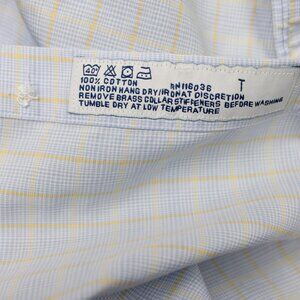 40°
100% COTTON RN116036 T
NON IRON HANG DRY/IRON AT DISCRETION
REMOVE BRASS COLLAR STIFFENERS BEFORE WASHING
TUMBLE DRY AT LOW TEMPERATURE